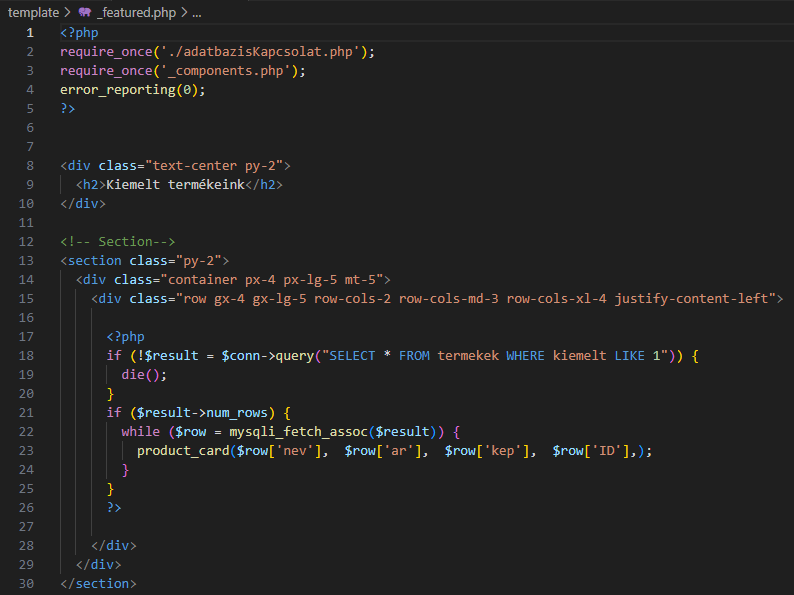 template > _featured.php > ...
1 <?php
2 require_once('./adatbazisKapcsolat.php');
3 require_once('_components.php');
4 error_reporting(0);
5 ?>
6
7
8 <div class="text-center py-2">
9   <h2>Kiemelt termékeink</h2>
10 </div>
11
12 <!-- Section-->
13 <section class="py-2">
14   <div class="container px-4 px-lg-5 mt-5">
15     <div class="row gx-4 gx-lg-5 row-cols-2 row-cols-md-3 row-cols-xl-4 justify-content-left">
16
17       <?php
18       if (!$result = $conn->query("SELECT * FROM termekek WHERE kiemelt LIKE 1")) {
19         die();
20       }
21       if ($result->num_rows) {
22         while ($row = mysqli_fetch_assoc($result)) {
23           product_card($row['nev'],  $row['ar'],  $row['kep'],  $row['ID'],);
24         }
25       }
26       ?>
27
28     </div>
29   </div>
30 </section>